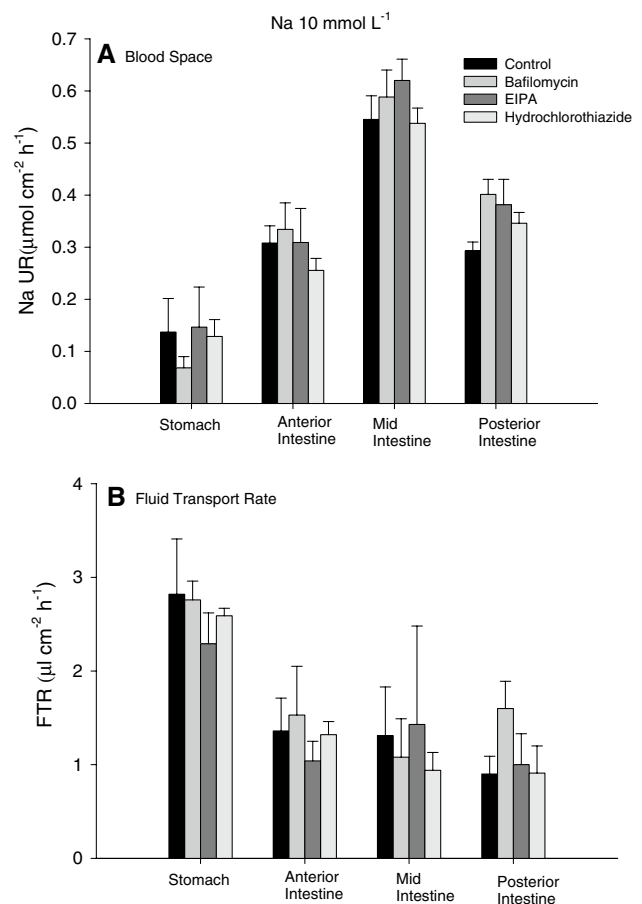 Na 10 mmol L⁻¹
A Blood Space
Control
Bafilomycin
EIPA
Hydrochlorothiazide
Na UR(µmol cm⁻² h⁻¹)
0.7
0.6
0.5
0.4
0.3
0.2
0.1
0.0
Stomach
Anterior
Intestine
Mid
Intestine
Posterior
Intestine
B Fluid Transport Rate
FTR (µl cm⁻² h⁻¹)
4
3
2
1
0
Stomach
Anterior
Intestine
Mid
Intestine
Posterior
Intestine